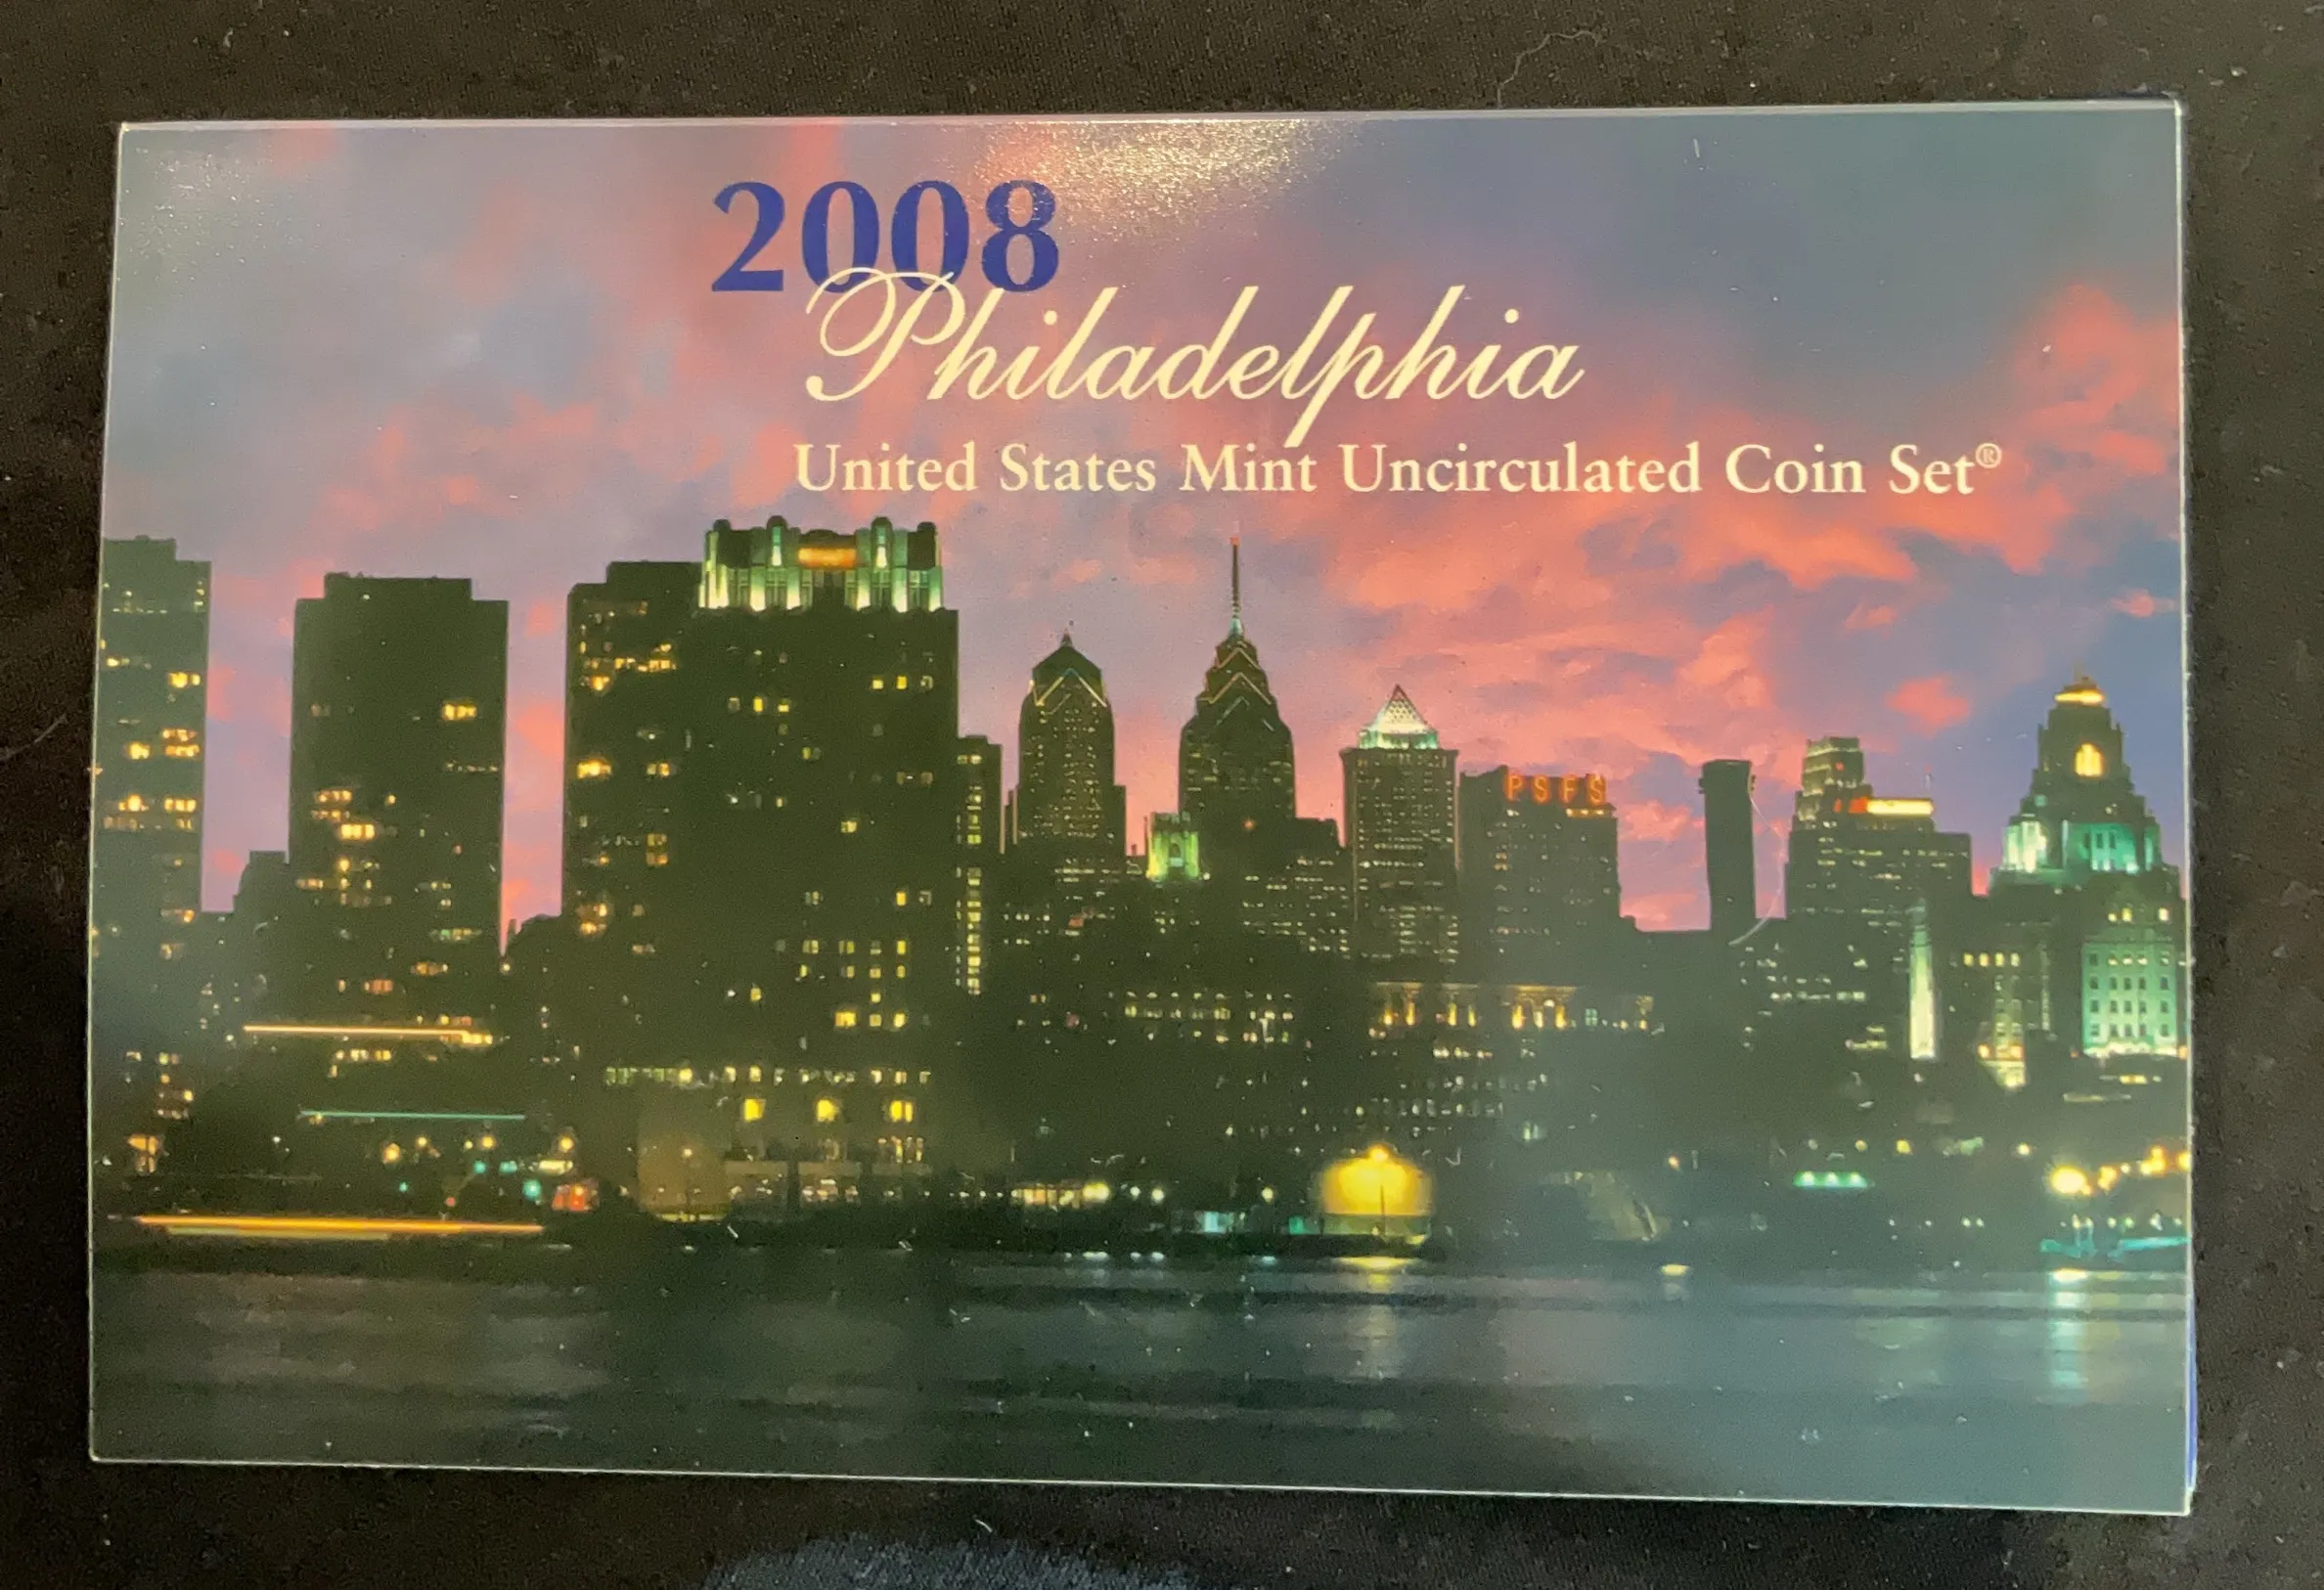 2008
Philadelphia
United States Mint Uncirculated Coin Set®
PSFS